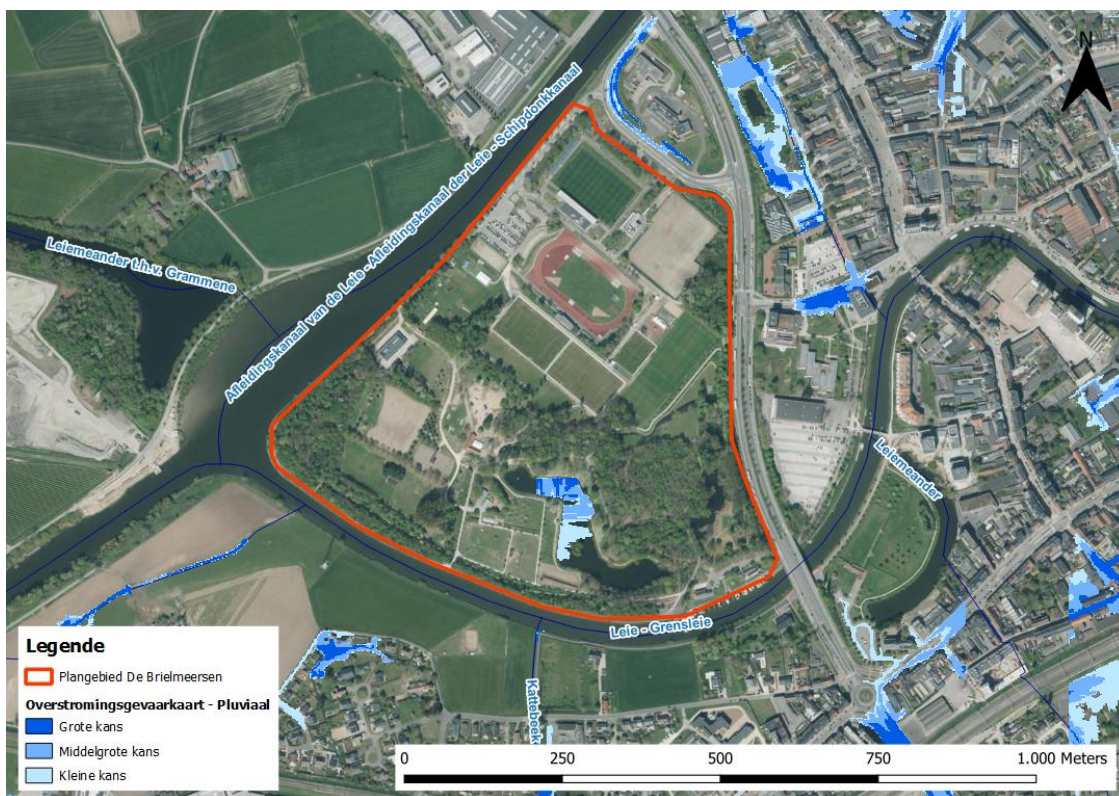 N
Afleidingskanaal van de Leie - Afleidingskanaal der Leie - Schipdonkkanaal
Leiemeander t.h.v. Grammene
Leiemeander
Leie - Grensleie
Kattebeek
Legende
Plangebied De Brielmeersen
Overstromingsgevaarkaart - Pluviaal
Grote kans
Middelgrote kans
Kleine kans
0 250 500 750 1.000 Meters